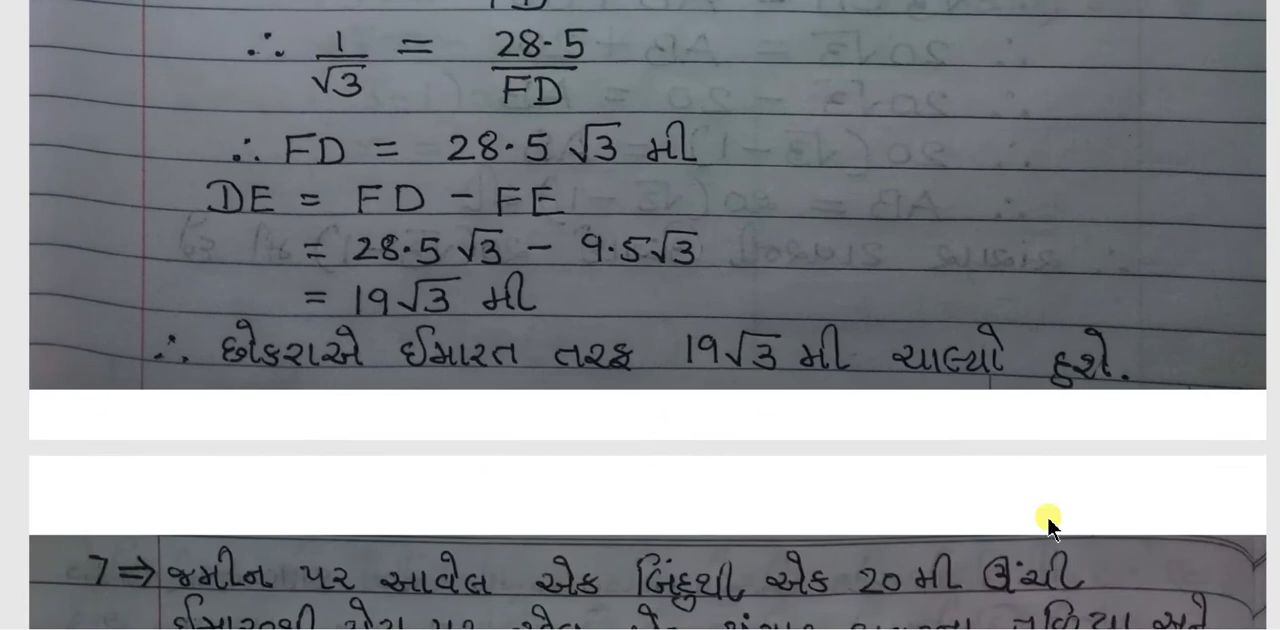 ∴ 1/√3 = 28.5/FD
∴ FD = 28.5 √3 મી
DE = FD - FE
= 28.5 √3 - 9.5√3
= 19√3 મી
∴ છોકરાએ ઈમારત તરફ 19√3 મી ચાલ્યો હશે.
7⇒ જમીન પર આવેલ એક બિંદુથી એક 20 મી ઊંચી